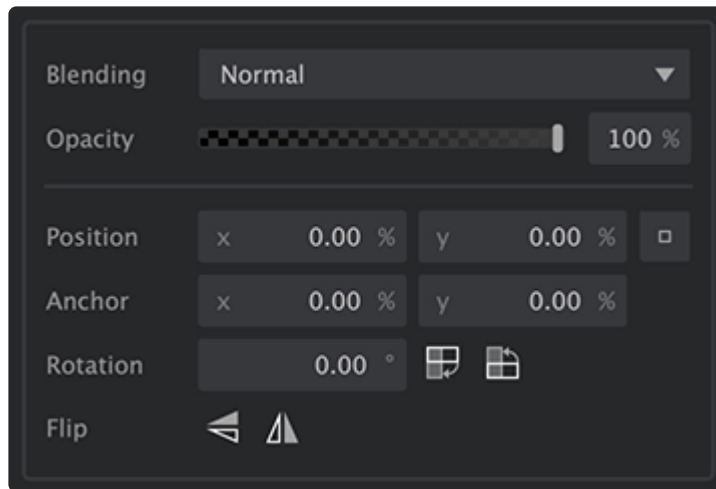 Blending Normal
Opacity 100 %
Position x 0.00 % y 0.00 %
Anchor x 0.00 % y 0.00 %
Rotation 0.00 °
Flip